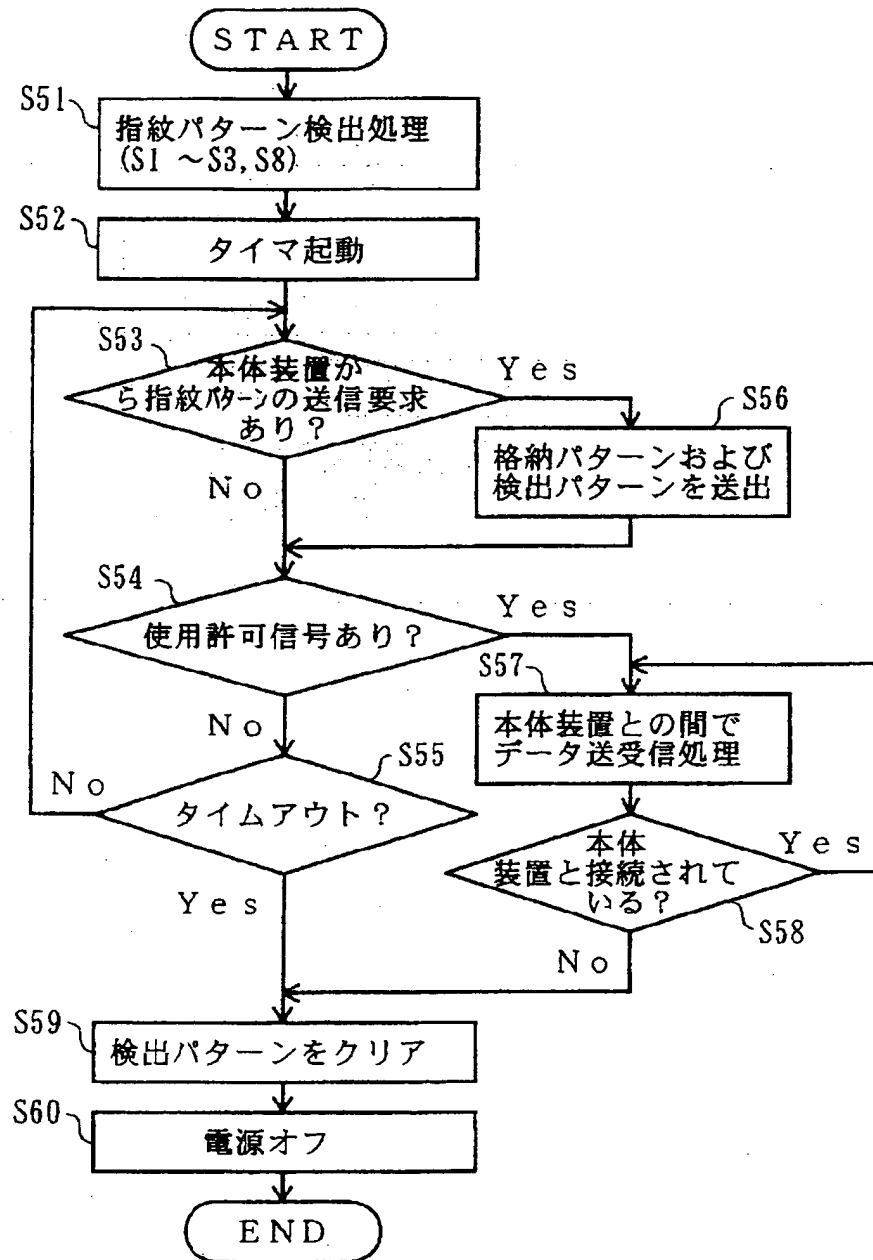 START
S51
指紋パターン検出処理
(S1 ~S3,S8)
S52
タイマ起動
S53
本体装置か
ら指紋パターンの送信要求
あり?
Yes
No
S56
格納パターンおよび
検出パターンを送出
S54
使用許可信号あり?
Yes
No
S57
本体装置との間で
データ送受信処理
S55
タイムアウト?
No
Yes
本体
装置と接続されて
いる?
Yes
S58
No
S59
検出パターンをクリア
S60
電源オフ
END